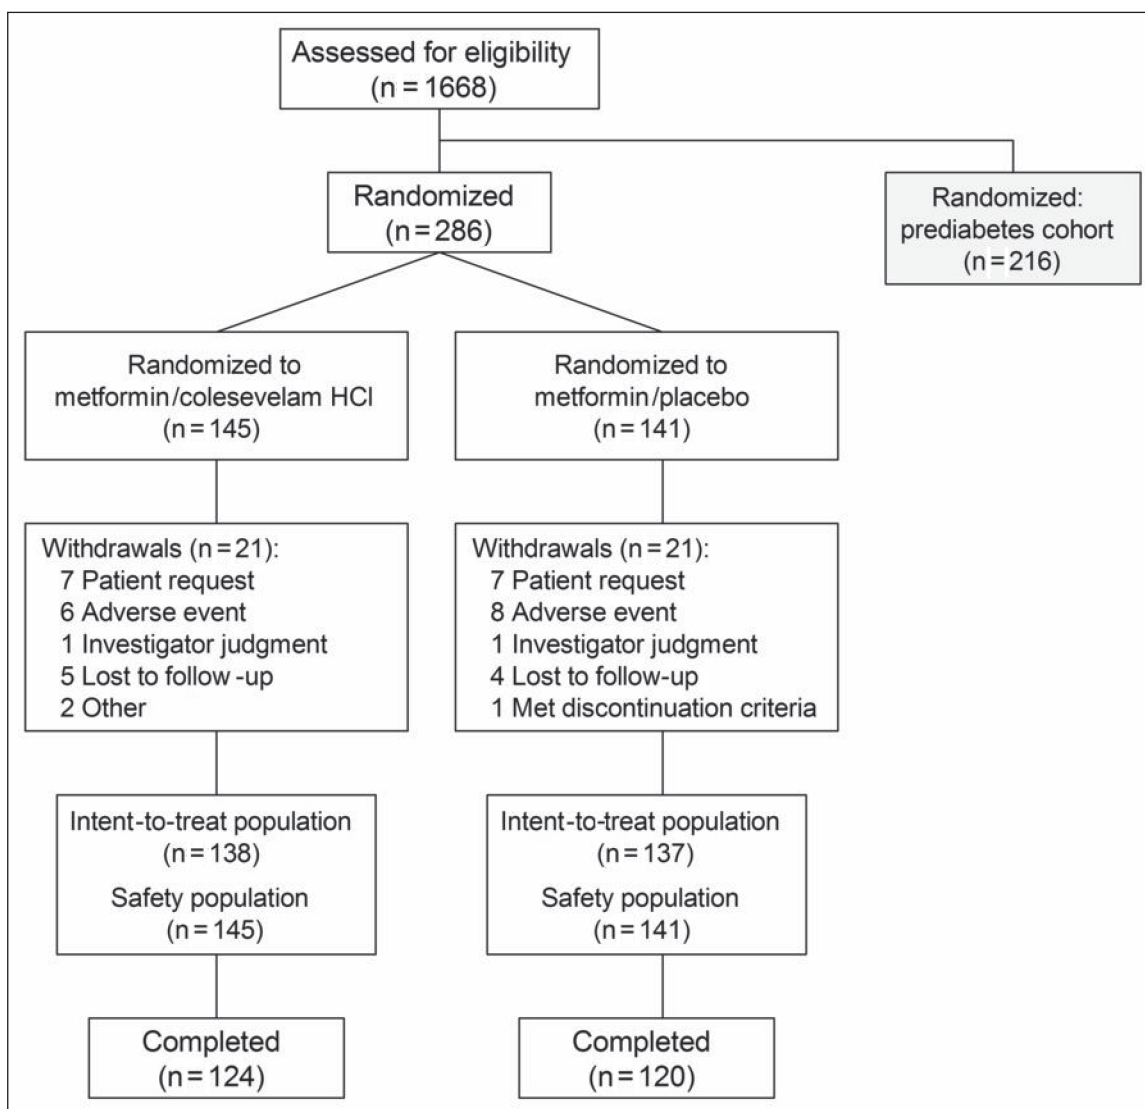 Assessed for eligibility
(n = 1668)
Randomized
(n = 286)
Randomized:
prediabetes cohort
(n = 216)
Randomized to
metformin/colesevelam HCl
(n = 145)
Randomized to
metformin/placebo
(n = 141)
Withdrawals (n = 21):
7 Patient request
6 Adverse event
1 Investigator judgment
5 Lost to follow -up
2 Other
Withdrawals (n = 21):
7 Patient request
8 Adverse event
1 Investigator judgment
4 Lost to follow-up
1 Met discontinuation criteria
Intent-to-treat population
(n = 138)
Safety population
(n = 145)
Intent-to-treat population
(n = 137)
Safety population
(n = 141)
Completed
(n = 124)
Completed
(n = 120)